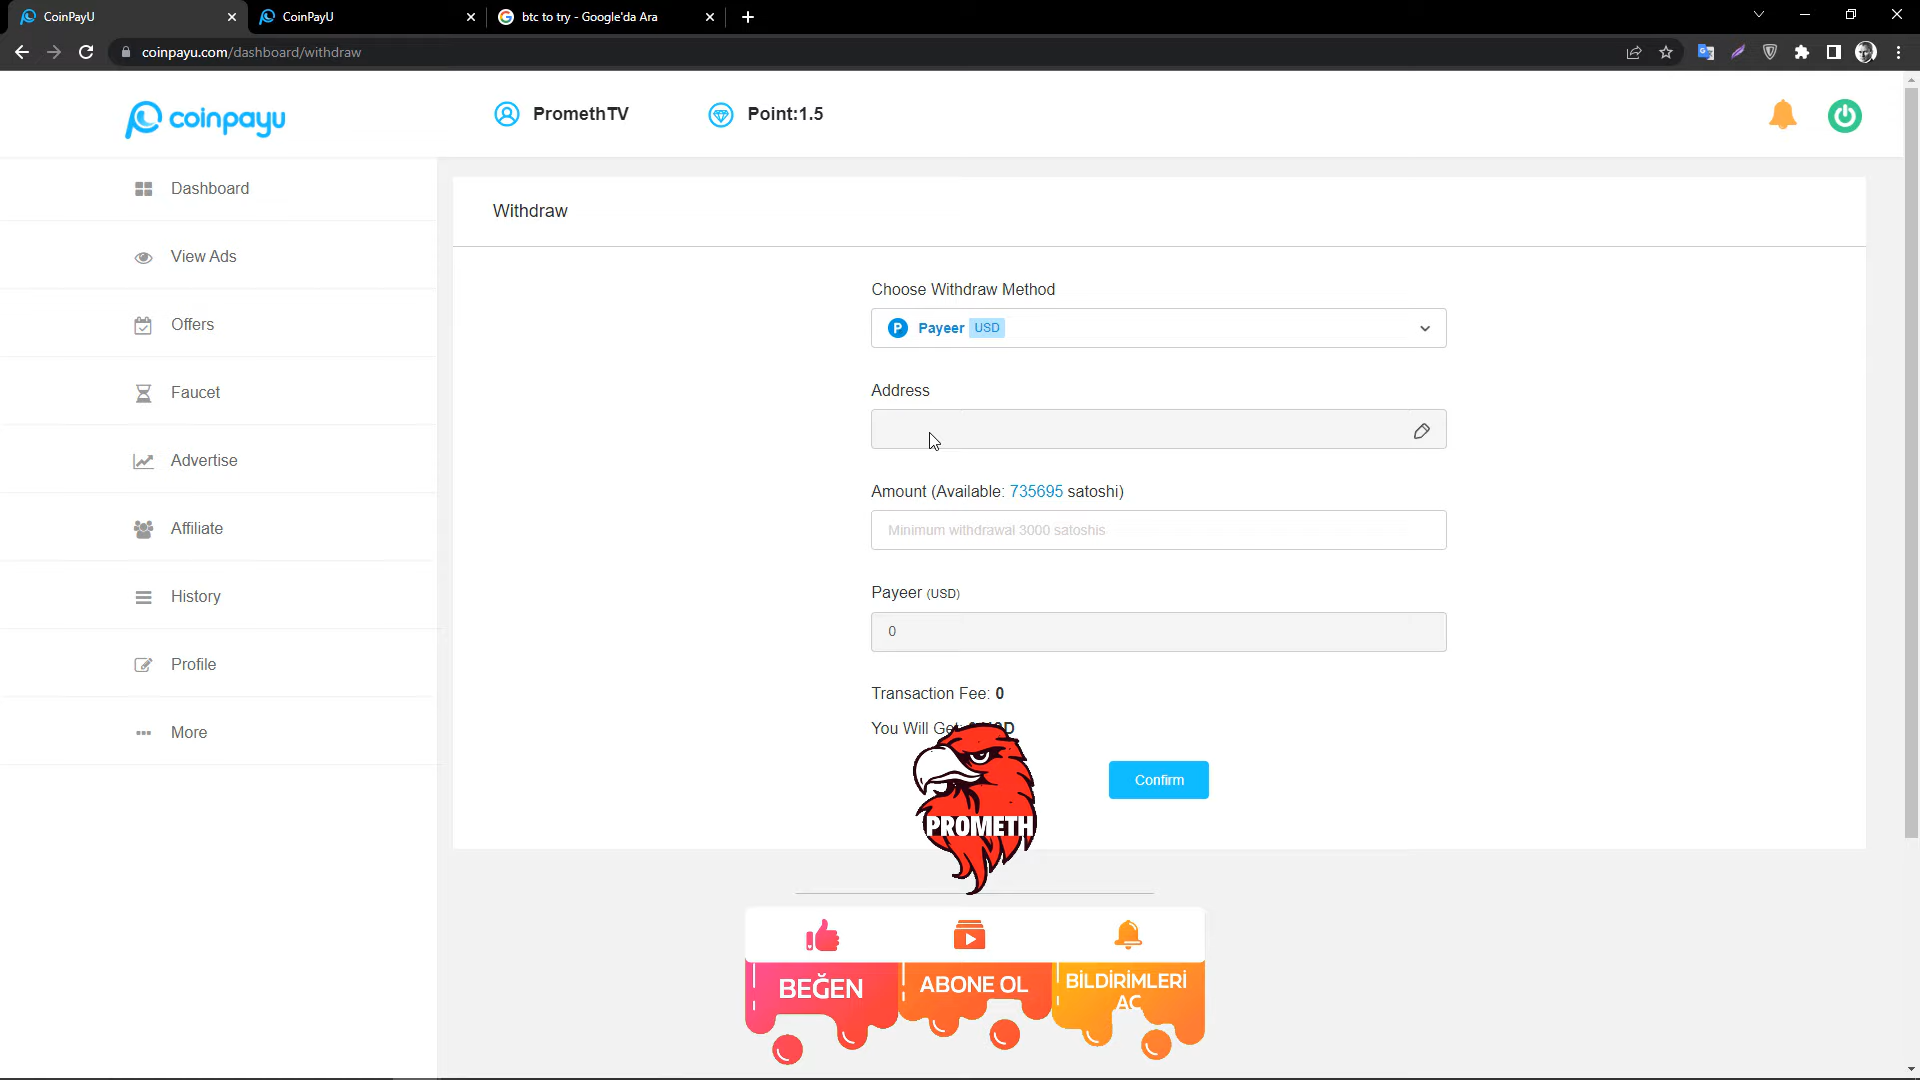 CoinPayU
CoinPayU
btc to try - Google'da Ara
coinpayu.com/dashboard/withdraw
coinpayu
PromethTV
Point:1.5
Dashboard
View Ads
Offers
Faucet
Advertise
Affiliate
History
Profile
More
Withdraw
Choose Withdraw Method
P Payeer USD
Address
Amount (Available: 735695 satoshi)
Minimum withdrawal 3000 satoshis
Payeer (USD)
0
Transaction Fee: 0
You Will Get:
Confirm
PROMETH
BEĞEN
ABONE OL
BİLDİRİMLERİ
AÇ